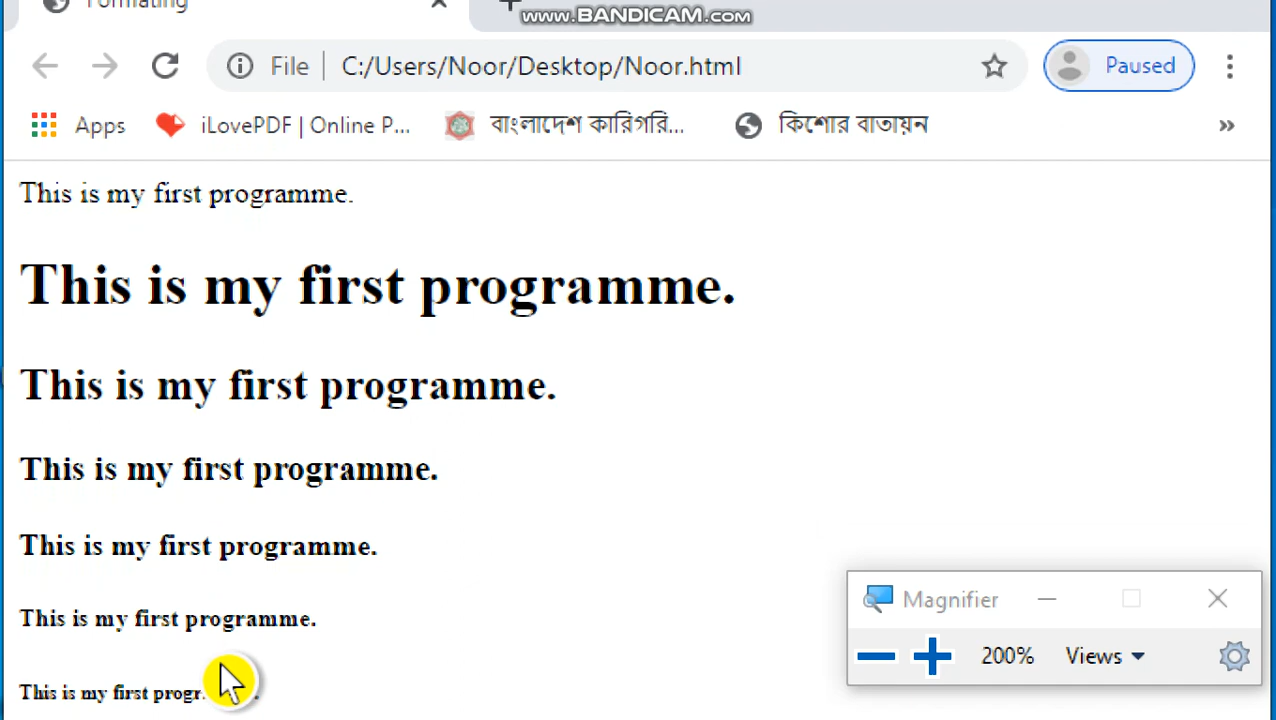 Formating
www.BANDICAM.com
File C:/Users/Noor/Desktop/Noor.html Paused
Apps iLovePDF | Online P... বাংলাদেশ কারিগরি... কিশোর বাতায়ন »
This is my first programme.
This is my first programme.
This is my first programme.
This is my first programme.
This is my first programme.
This is my first programme.
This is my first
Magnifier
200% Views